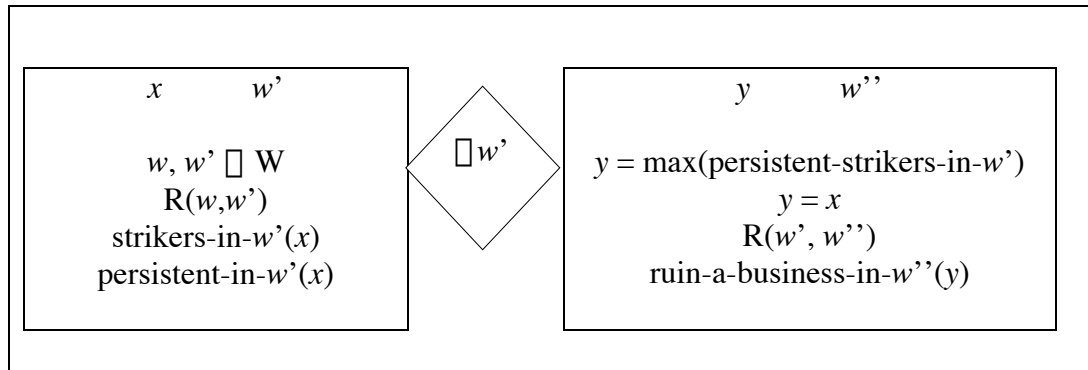 x w’
w, w’ □ W
R(w,w’)
strikers-in-w’(x)
persistent-in-w’(x)
□ w’
y w’’
y = max(persistent-strikers-in-w’)
y = x
R(w’, w’’)
ruin-a-business-in-w’’(y)